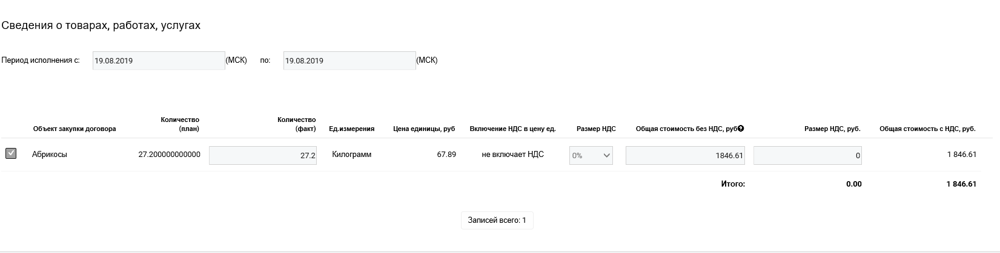 Сведения о товарах, работах, услугах
Период исполнения с: 19.08.2019 (МСК) по: 19.08.2019 (МСК)
Объект закупки договора Количество (план) Количество (факт) Ед.измерения Цена единицы, руб Включение НДС в цену ед. Размер НДС Общая стоимость без НДС, руб Размер НДС, руб. Общая стоимость с НДС, руб.
Абрикосы 27.200000000000 27.2 Килограмм 67.89 не включает НДС 0% 1846.61 0 1 846.61
Итого: 0.00 1 846.61
Записей всего: 1